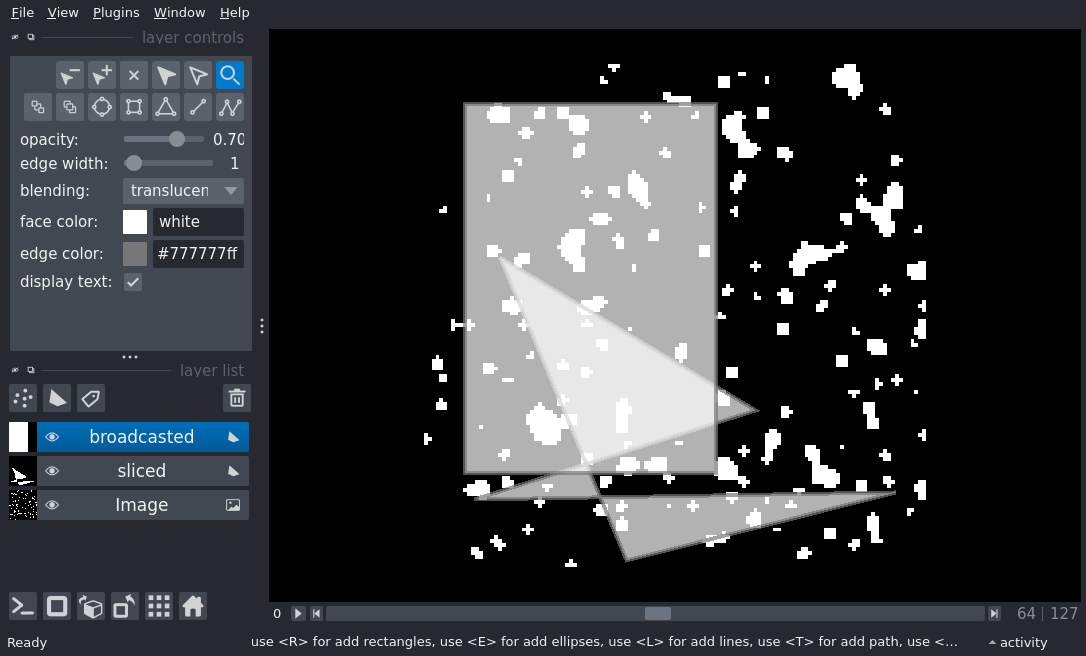 File View Plugins Window Help
layer controls
opacity: 0.70
edge width: 1
blending: translucen
face color: white
edge color: #777777ff
display text:
layer list
broadcasted
sliced
Image
0 64 127
Ready use <R> for add rectangles, use <E> for add ellipses, use <L> for add lines, use <T> for add path, use <... activity